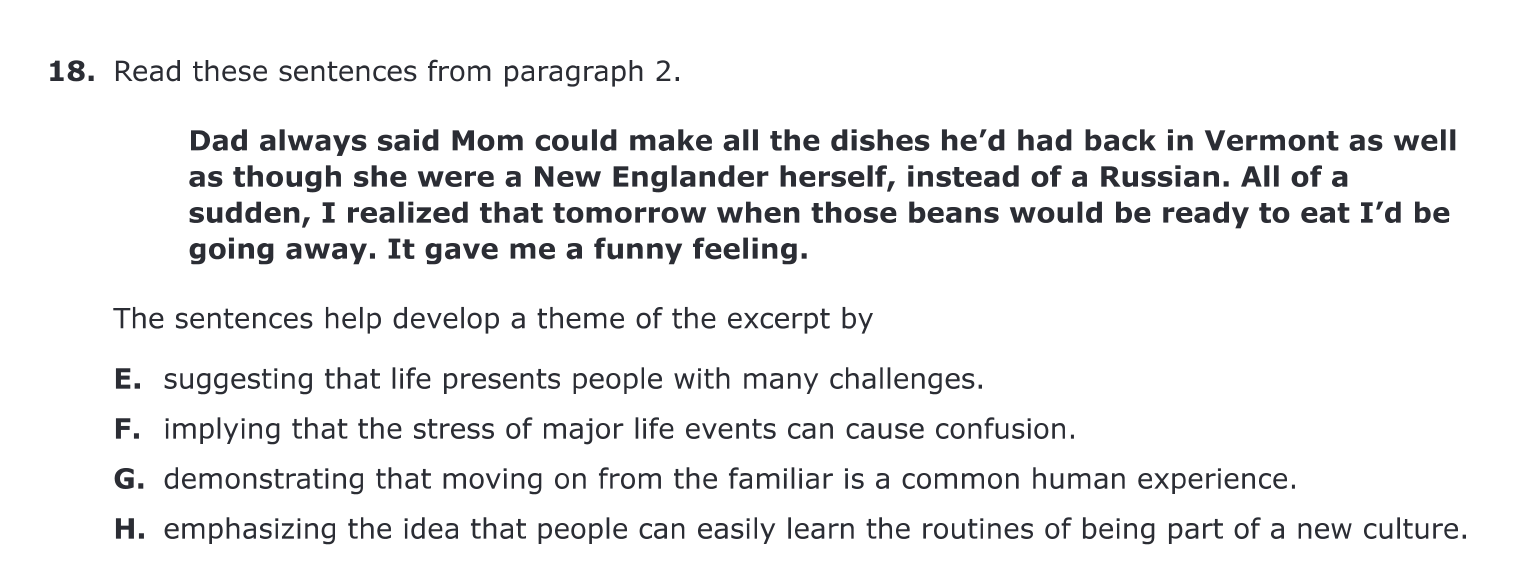 18. Read these sentences from paragraph 2.
Dad always said Mom could make all the dishes he’d had back in Vermont as well
as though she were a New Englander herself, instead of a Russian. All of a
sudden, I realized that tomorrow when those beans would be ready to eat I’d be
going away. It gave me a funny feeling.
The sentences help develop a theme of the excerpt by
E. suggesting that life presents people with many challenges.
F. implying that the stress of major life events can cause confusion.
G. demonstrating that moving on from the familiar is a common human experience.
H. emphasizing the idea that people can easily learn the routines of being part of a new culture.